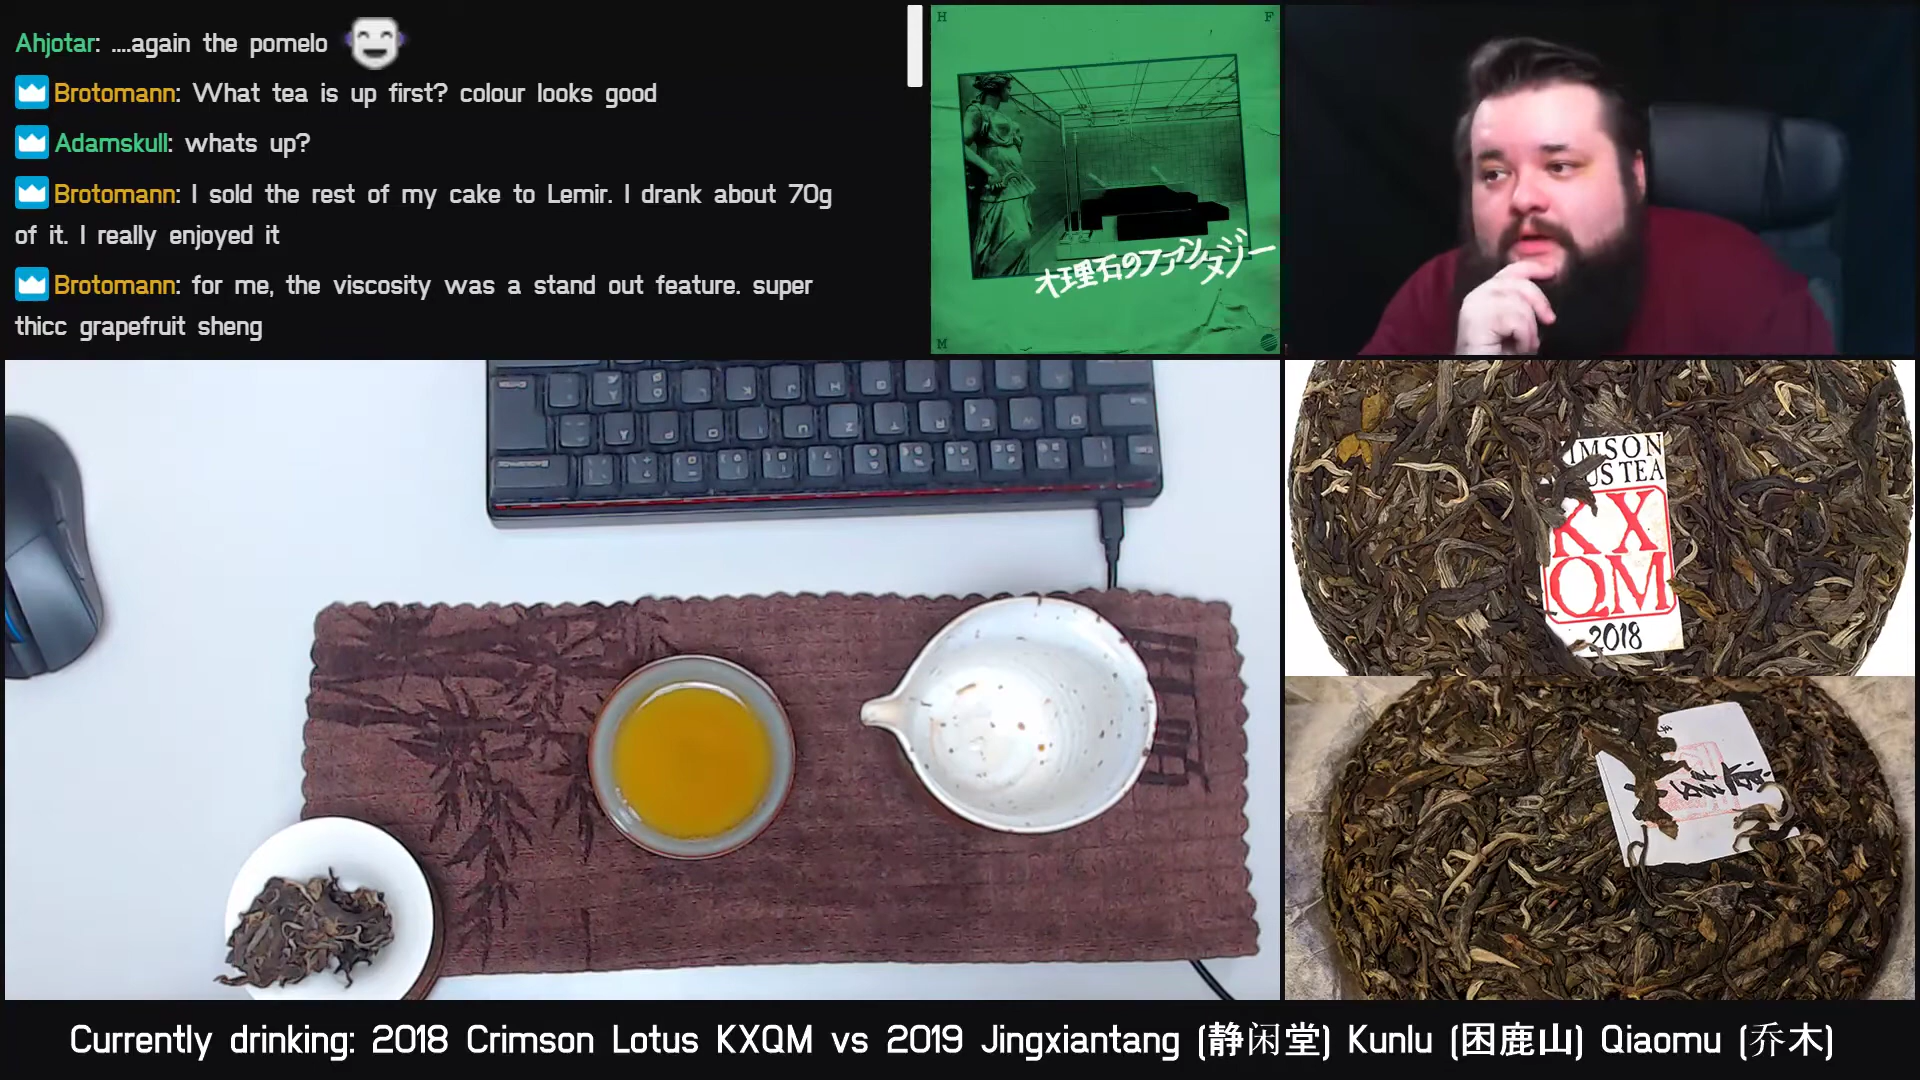 Ahjotar: ....again the pomelo
Brotomann: What tea is up first? colour looks good
Adamskull: whats up?
Brotomann: I sold the rest of my cake to Lemir. I drank about 70g
of it. I really enjoyed it
Brotomann: for me, the viscosity was a stand out feature. super
thicc grapefruit sheng
H F
大理石のファンタジー
M
IMSON
US TEA
KX
QM
2018
Currently drinking: 2018 Crimson Lotus KXQM vs 2019 Jingxiantang (静闲堂) Kunlu (困鹿山) Qiaomu (乔木)